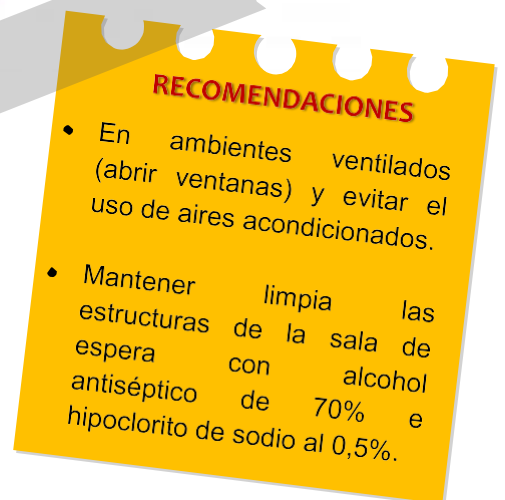 RECOMENDACIONES
• En ambientes ventilados
(abrir ventanas) y evitar el
uso de aires acondicionados.
• Mantener limpia las
estructuras de la sala de
espera con alcohol
antiséptico de 70% e
hipoclorito de sodio al 0,5%.